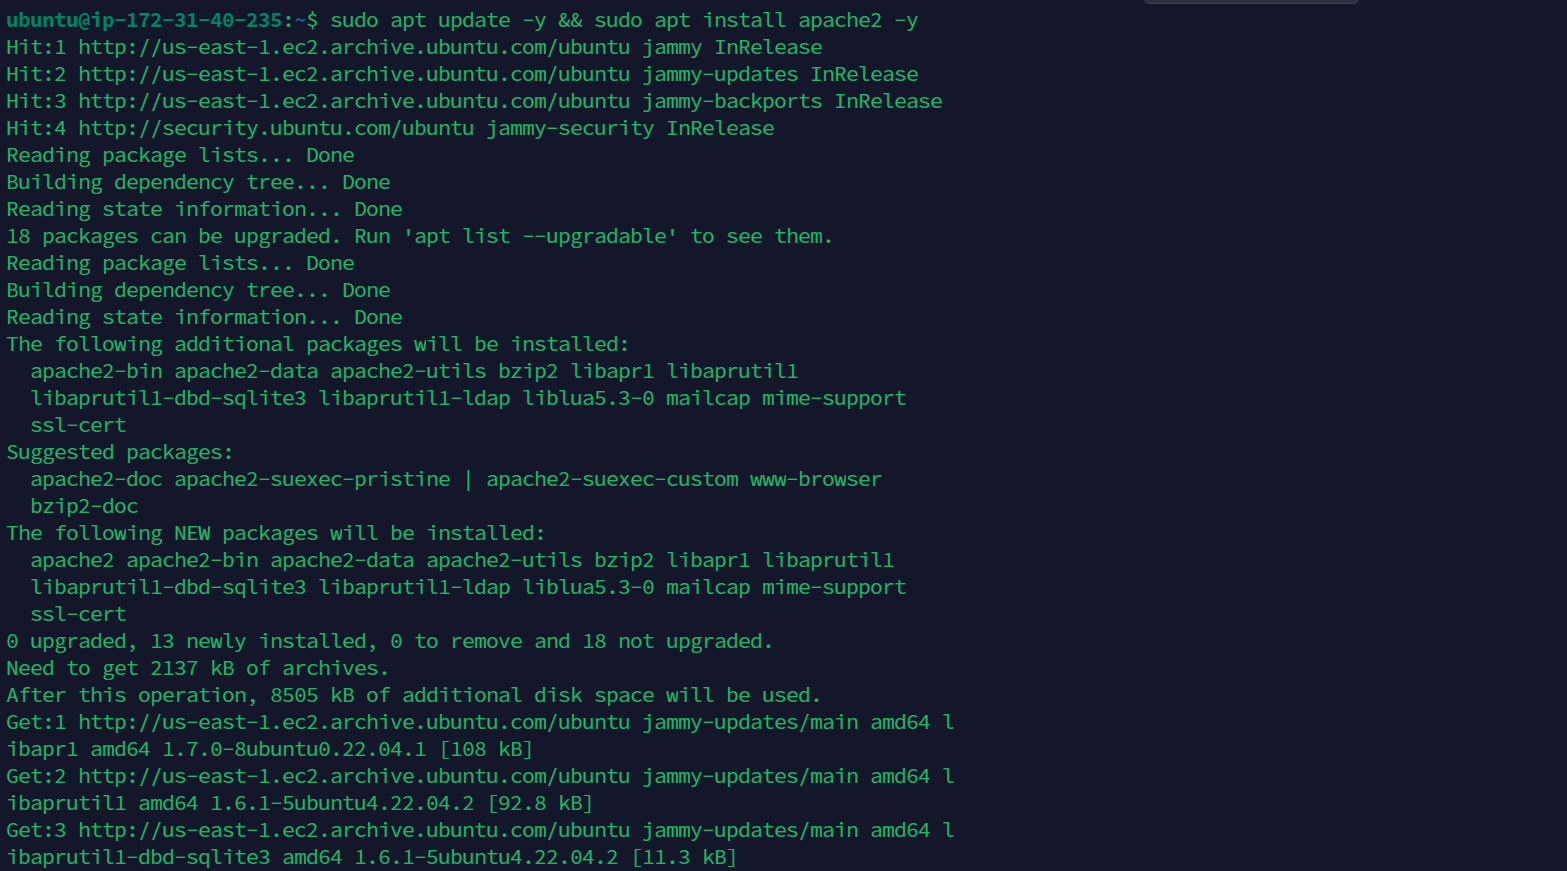 ubuntu@ip-172-31-40-235:~$ sudo apt update -y && sudo apt install apache2 -y
Hit:1 http://us-east-1.ec2.archive.ubuntu.com/ubuntu jammy InRelease
Hit:2 http://us-east-1.ec2.archive.ubuntu.com/ubuntu jammy-updates InRelease
Hit:3 http://us-east-1.ec2.archive.ubuntu.com/ubuntu jammy-backports InRelease
Hit:4 http://security.ubuntu.com/ubuntu jammy-security InRelease
Reading package lists... Done
Building dependency tree... Done
Reading state information... Done
18 packages can be upgraded. Run 'apt list --upgradable' to see them.
Reading package lists... Done
Building dependency tree... Done
Reading state information... Done
The following additional packages will be installed:
  apache2-bin apache2-data apache2-utils bzip2 libapr1 libaprutil1
  libaprutil1-dbd-sqlite3 libaprutil1-ldap liblua5.3-0 mailcap mime-support
  ssl-cert
Suggested packages:
  apache2-doc apache2-suexec-pristine | apache2-suexec-custom www-browser
  bzip2-doc
The following NEW packages will be installed:
  apache2 apache2-bin apache2-data apache2-utils bzip2 libapr1 libaprutil1
  libaprutil1-dbd-sqlite3 libaprutil1-ldap liblua5.3-0 mailcap mime-support
  ssl-cert
0 upgraded, 13 newly installed, 0 to remove and 18 not upgraded.
Need to get 2137 kB of archives.
After this operation, 8505 kB of additional disk space will be used.
Get:1 http://us-east-1.ec2.archive.ubuntu.com/ubuntu jammy-updates/main amd64 l
ibapr1 amd64 1.7.0-8ubuntu0.22.04.1 [108 kB]
Get:2 http://us-east-1.ec2.archive.ubuntu.com/ubuntu jammy-updates/main amd64 l
ibaprutil1 amd64 1.6.1-5ubuntu4.22.04.2 [92.8 kB]
Get:3 http://us-east-1.ec2.archive.ubuntu.com/ubuntu jammy-updates/main amd64 l
ibaprutil1-dbd-sqlite3 amd64 1.6.1-5ubuntu4.22.04.2 [11.3 kB]